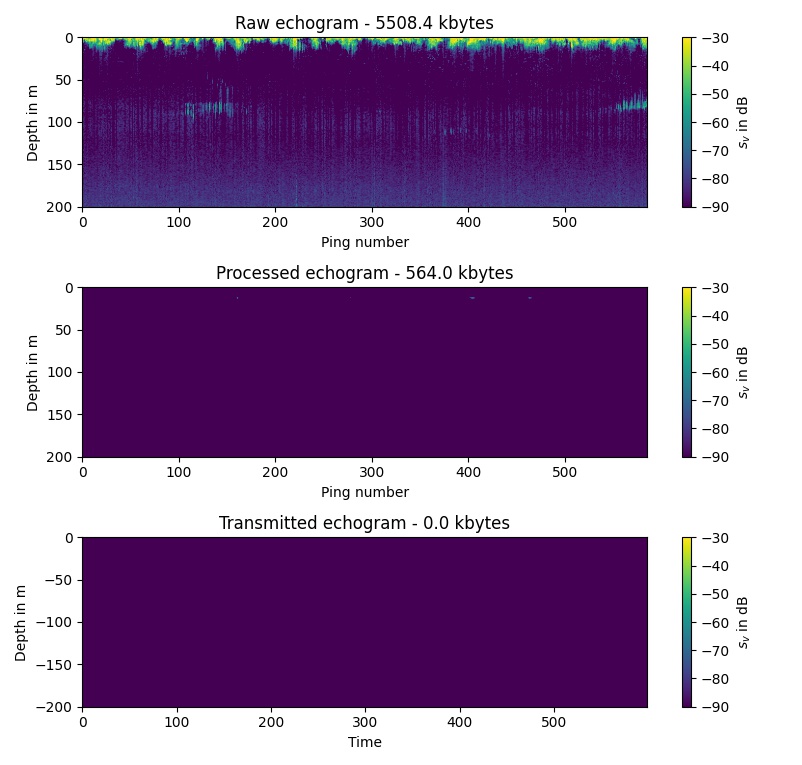 Raw echogram - 5508.4 kbytes
0
50
100
150
200
Depth in m
0 100 200 300 400 500
Ping number
−30
−40
−50
−60
−70
−80
−90
sv in dB
Processed echogram - 564.0 kbytes
0
50
100
150
200
Depth in m
0 100 200 300 400 500
Ping number
−30
−40
−50
−60
−70
−80
−90
sv in dB
Transmitted echogram - 0.0 kbytes
0
−50
−100
−150
−200
Depth in m
0 100 200 300 400 500
Time
−30
−40
−50
−60
−70
−80
−90
sv in dB